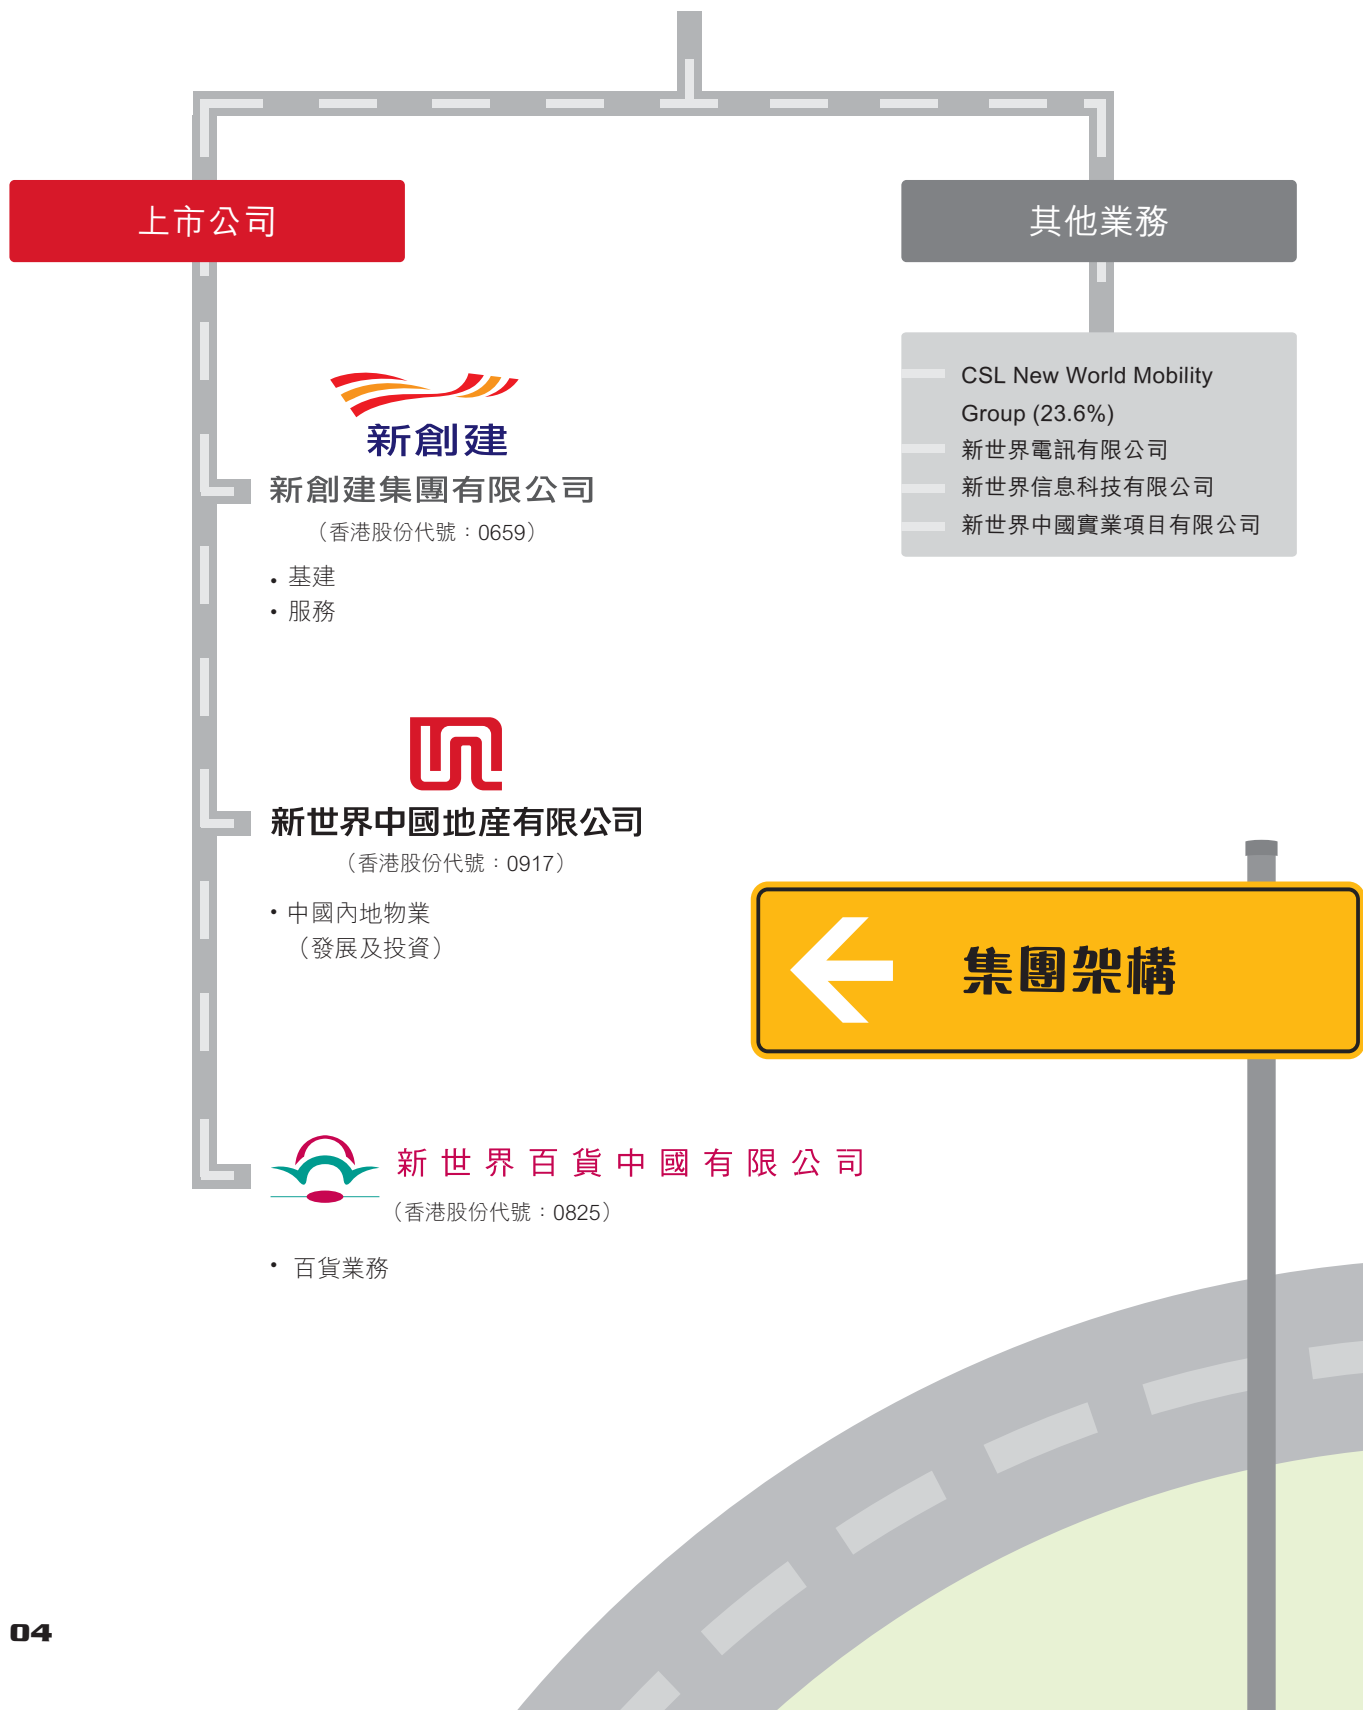 上市公司
新創建
新創建集團有限公司
（香港股份代號：0659）
• 基建
• 服務
新世界中國地產有限公司
（香港股份代號：0917）
• 中國內地物業
（發展及投資）
新世界百貨中國有限公司
（香港股份代號：0825）
• 百貨業務
其他業務
CSL New World Mobility
Group (23.6%)
新世界電訊有限公司
新世界信息科技有限公司
新世界中國實業項目有限公司
集團架構
04